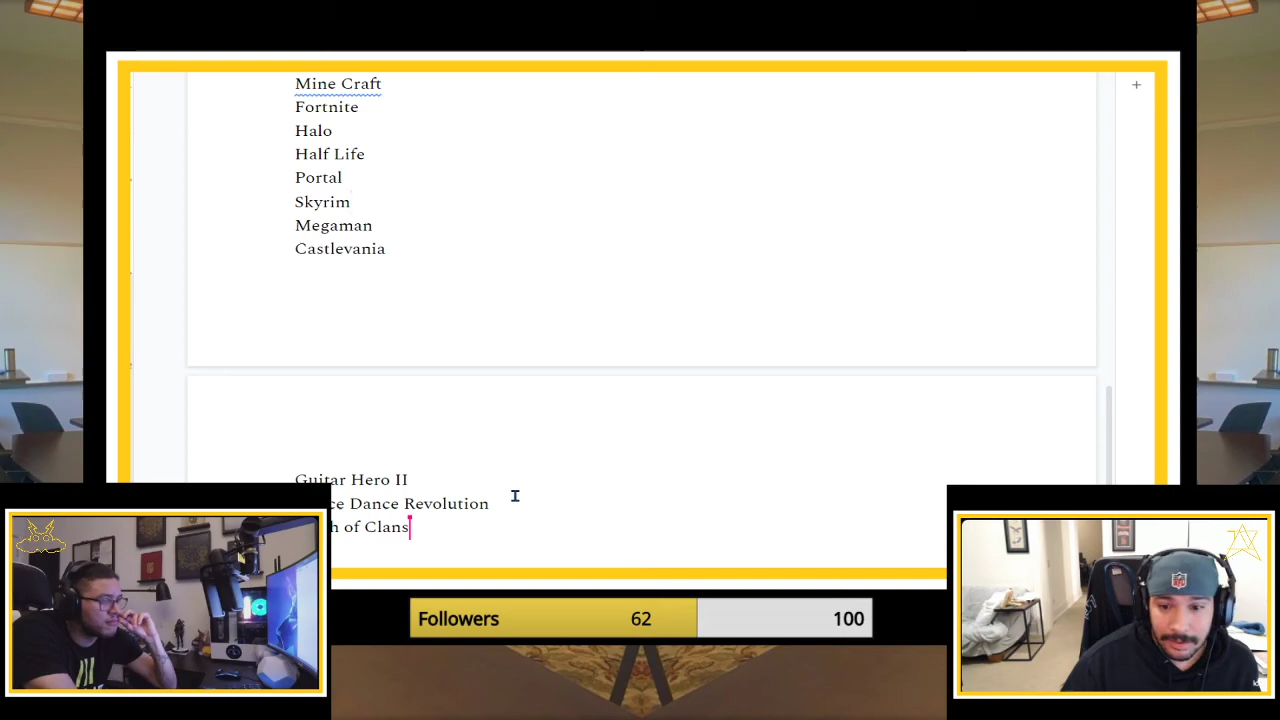 Mine Craft
Fortnite
Halo
Half Life
Portal
Skyrim
Megaman
Castlevania
Guitar Hero II
Dance Revolution
of Clans
Followers 62 100
NFL